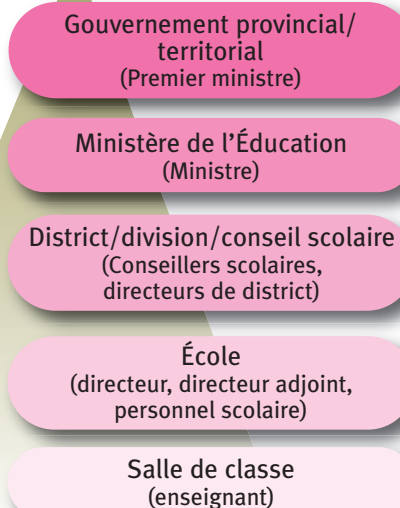 Gouvernement provincial/
territorial
(Premier ministre)
Ministère de l'Éducation
(Ministre)
District/division/conseil scolaire
(Conseillers scolaires,
directeurs de district)
École
(directeur, directeur adjoint,
personnel scolaire)
Salle de classe
(enseignant)